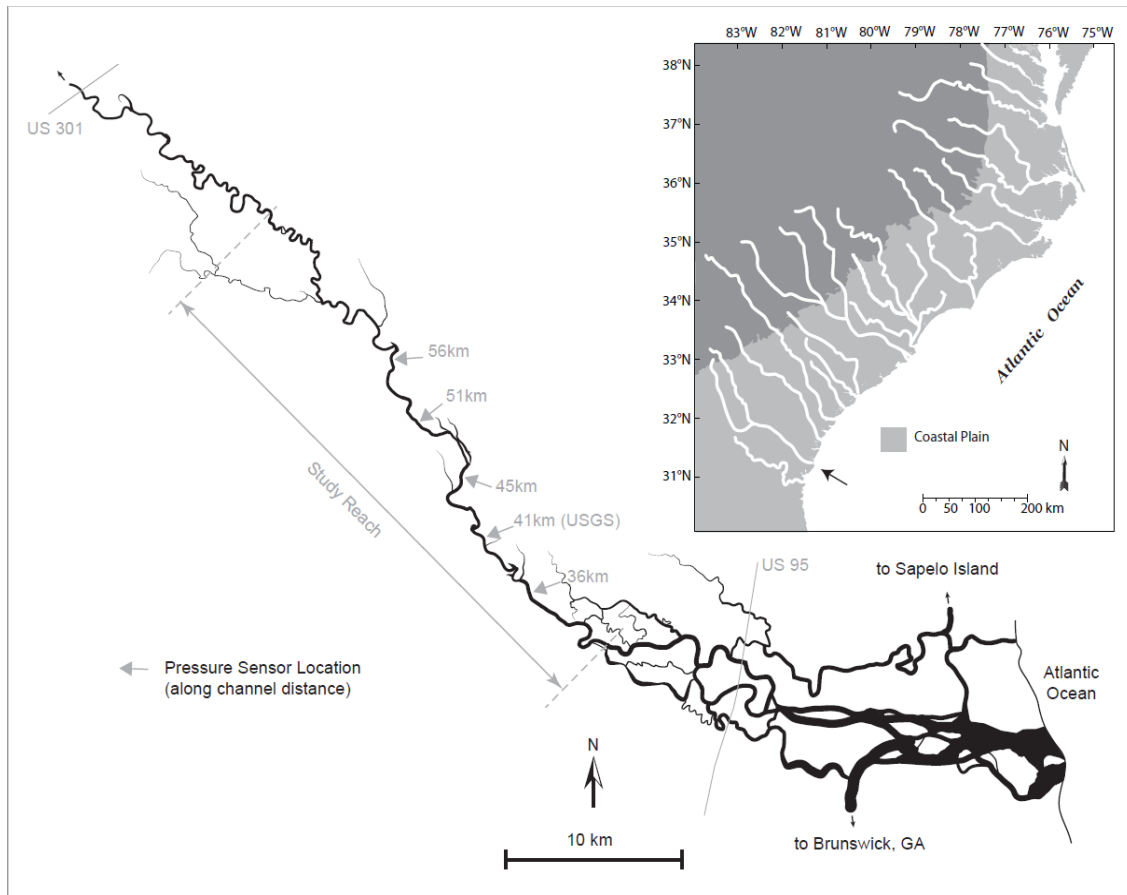 83°W 82°W 81°W 80°W 79°W 78°W 77°W 76°W 75°W
38°N
37°N
36°N
35°N
34°N
33°N
32°N
31°N
Atlantic Ocean
Coastal Plain
N
0 50 100 200 km
US 301
56km
51km
45km
41km (USGS)
36km
Study Reach
US 95
to Sapelo Island
Pressure Sensor Location
(along channel distance)
Atlantic
Ocean
N
10 km
to Brunswick, GA